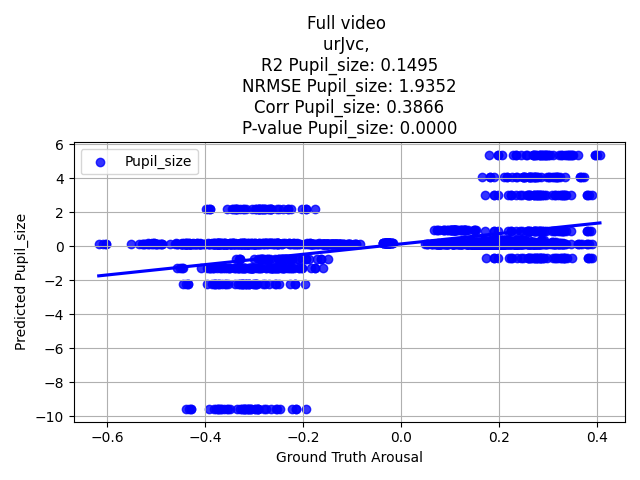 Full video
urJvc,
R2 Pupil_size: 0.1495
NRMSE Pupil_size: 1.9352
Corr Pupil_size: 0.3866
P-value Pupil_size: 0.0000
Pupil_size
6
4
2
0
−2
−4
−6
−8
−10
Predicted Pupil_size
−0.6 −0.4 −0.2 0.0 0.2 0.4
Ground Truth Arousal